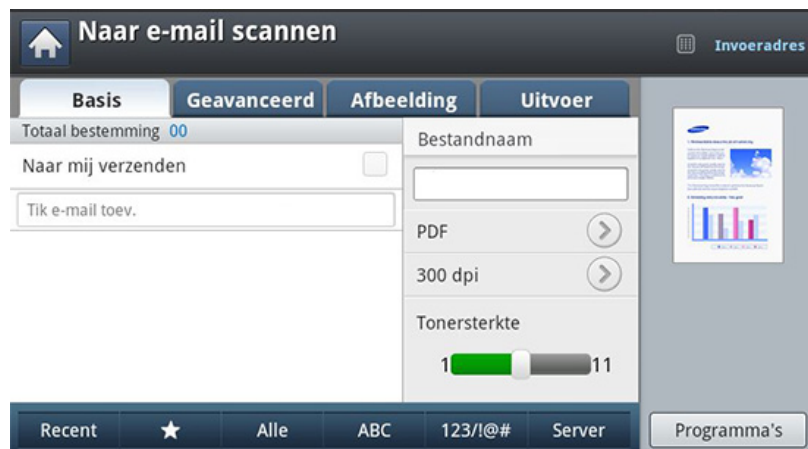 Naar e-mail scannen
Invoeradres
Basis
Geavanceerd
Afbeelding
Uitvoer
Totaal bestemming 00
Naar mij verzenden
Tik e-mail toev.
Bestandnaam
PDF
300 dpi
Tonersterkte
1 11
Recent
Alle
ABC
123/!@#
Server
Programma's